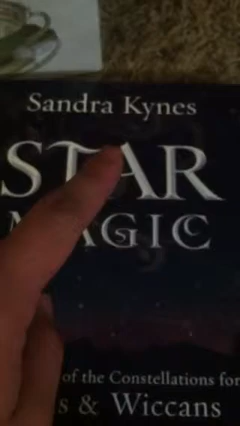 Sandra Kynes
STAR
MAGIC
of the Constellations for
s & Wiccans